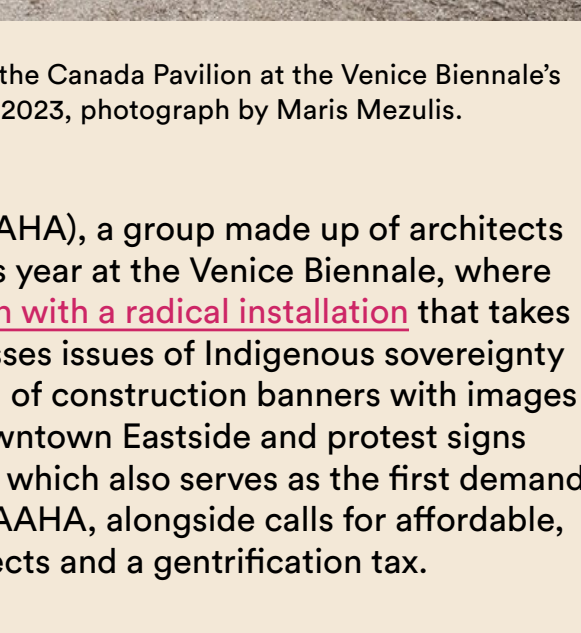 the Canada Pavilion at the Venice Biennale’s
2023, photograph by Maris Mezulis.
AHA), a group made up of architects
year at the Venice Biennale, where
with a radical installation that takes
issues of Indigenous sovereignty
of construction banners with images
Eastside and protest signs
which also serves as the first demand
AAHA, alongside calls for affordable,
and a gentrification tax.